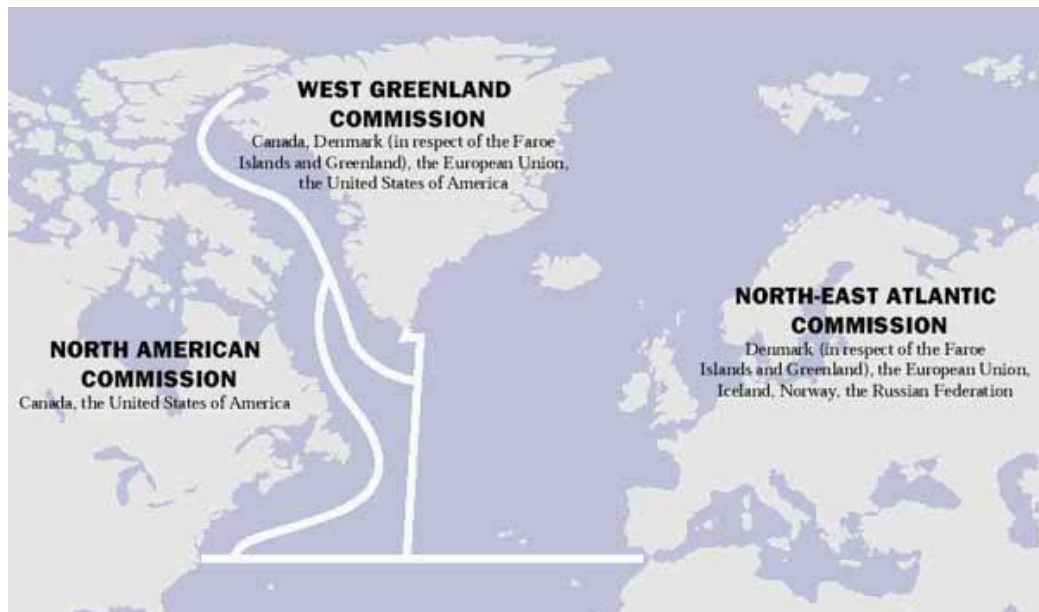 WEST GREENLAND
COMMISSION
Canada, Denmark (in respect of the Faroe
Islands and Greenland), the European Union,
the United States of America
NORTH AMERICAN
COMMISSION
Canada, the United States of America
NORTH-EAST ATLANTIC
COMMISSION
Denmark (in respect of the Faroe
Islands and Greenland), the European Union,
Iceland, Norway, the Russian Federation